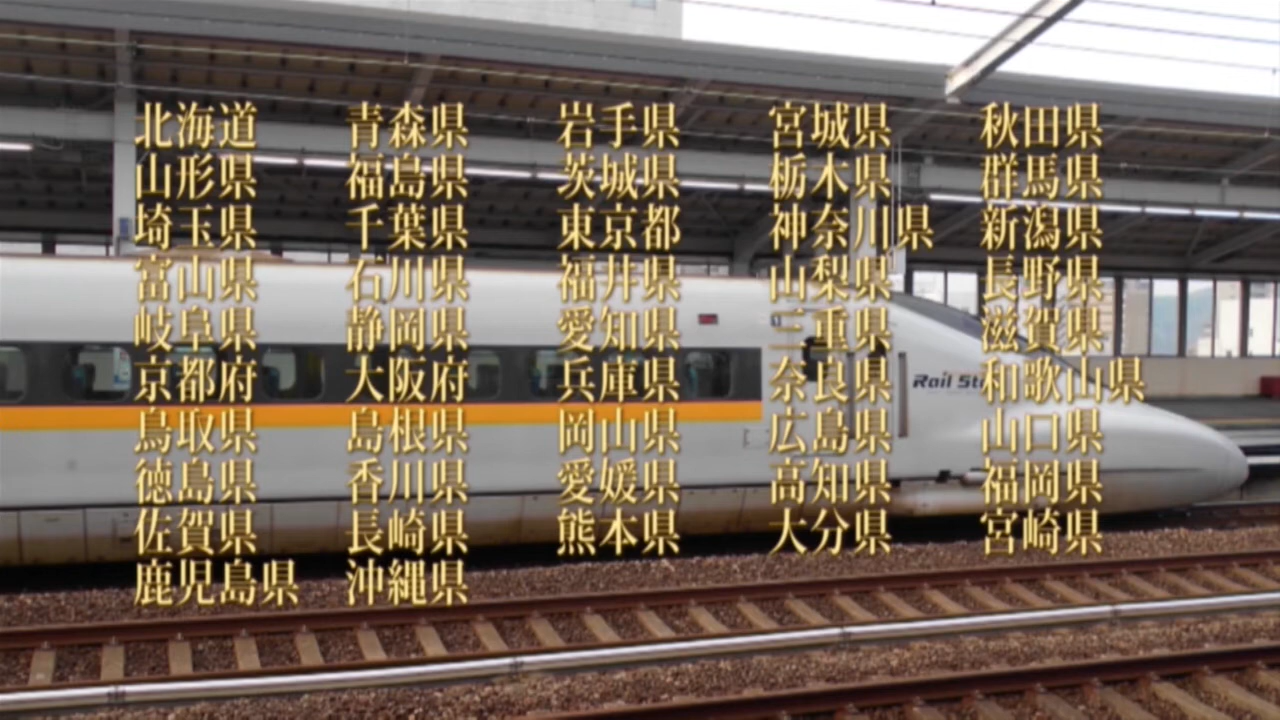 北海道 青森県 岩手県 宮城県 秋田県
山形県 福島県 茨城県 栃木県 群馬県
埼玉県 千葉県 東京都 神奈川県 新潟県
富山県 石川県 福井県 山梨県 長野県
岐阜県 静岡県 愛知県 三重県 滋賀県
京都府 大阪府 兵庫県 奈良県 和歌山県
Rail
鳥取県 島根県 岡山県 広島県 山口県
徳島県 香川県 愛媛県 高知県 福岡県
佐賀県 長崎県 熊本県 大分県 宮崎県
鹿児島県 沖縄県